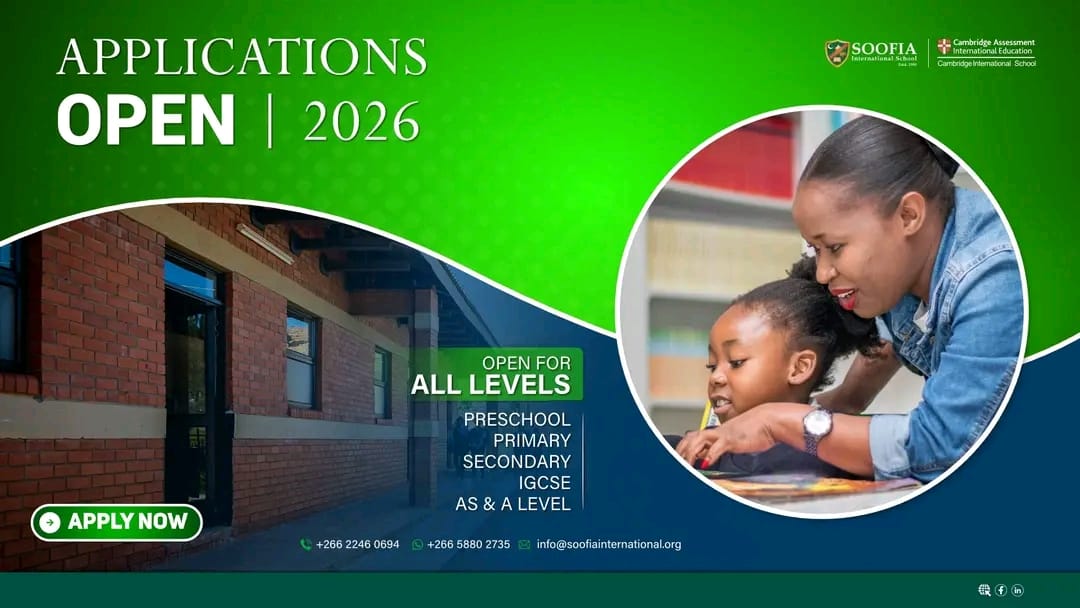 APPLICATIONS
OPEN | 2026
SOOFIA
International School
Cambridge Assessment
International Education
Cambridge International School
OPEN FOR
ALL LEVELS
PRESCHOOL
PRIMARY
SECONDARY
IGCSE
AS & A LEVEL
APPLY NOW
+266 2246 0694 +266 5880 2735 info@soofiainternational.org